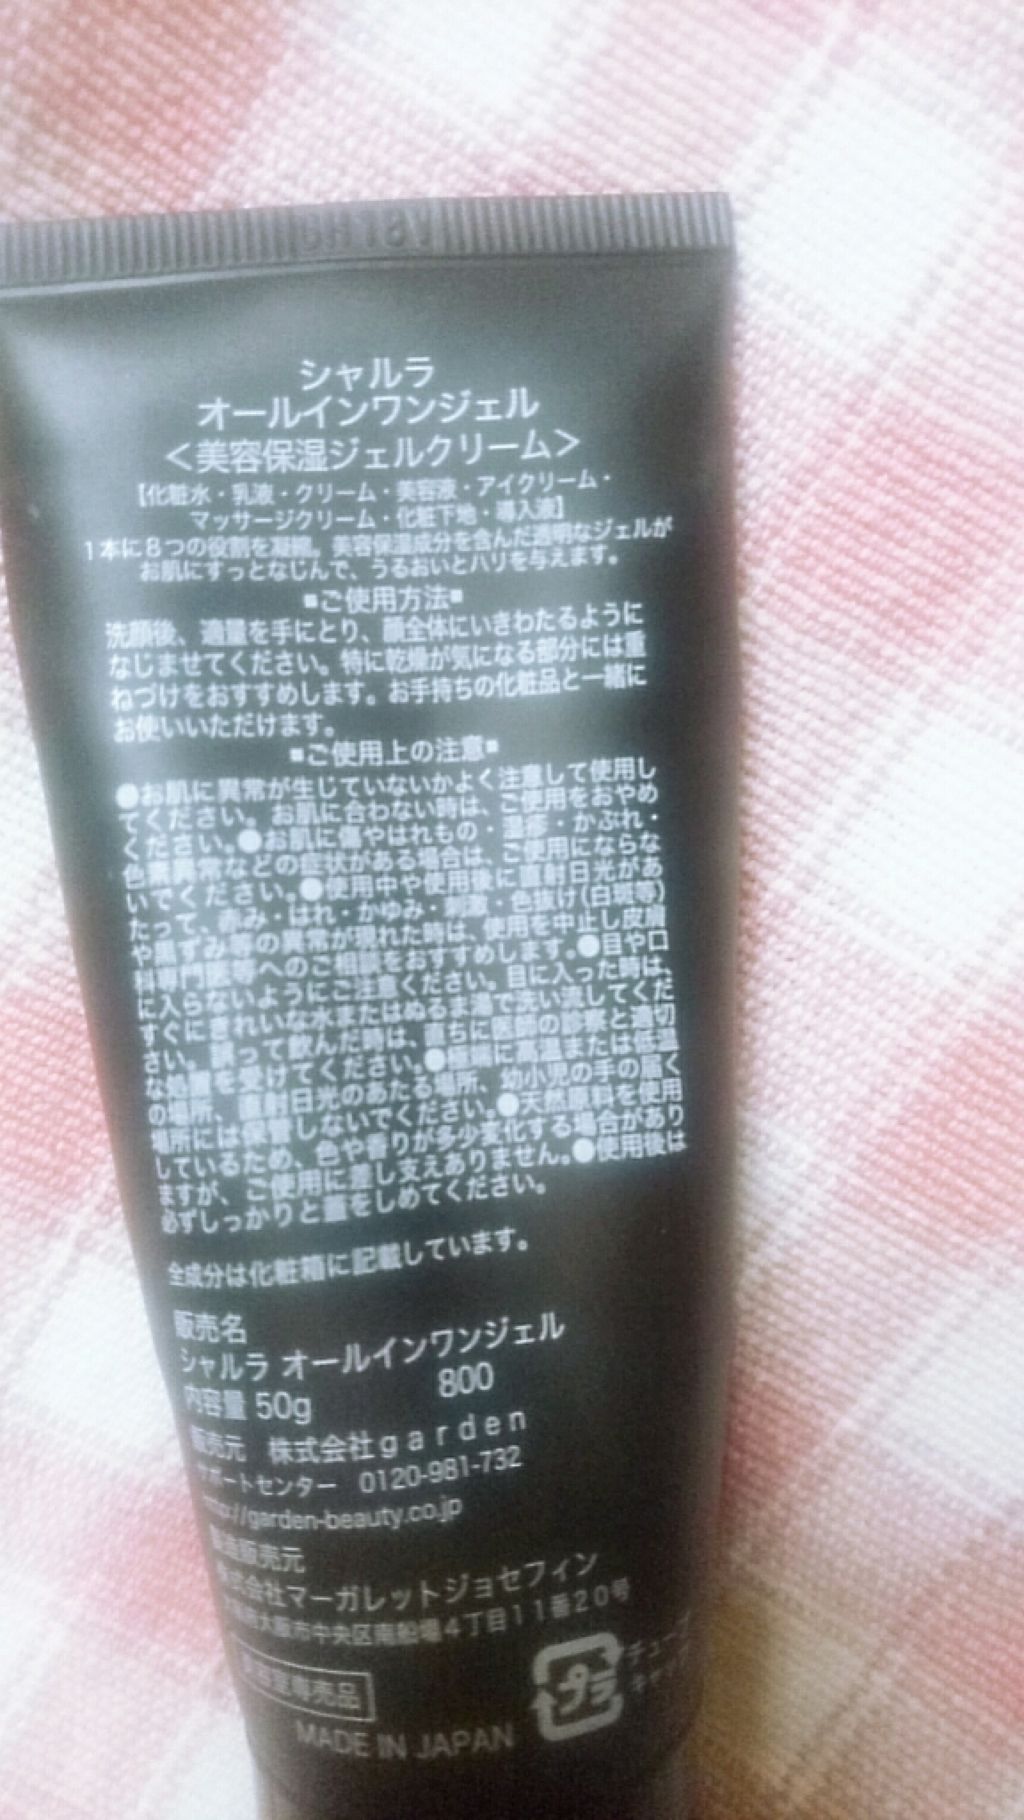 シャルラ
オールインワンジェル
＜美容保湿ジェルクリーム＞
【化粧水・乳液・クリーム・美容液・アイクリーム・
マッサージクリーム・化粧下地・導入液】
1本に8つの役割を凝縮。美容保湿成分を含んだ透明なジェルが
お肌にすっとなじんで、うるおいとハリを与えます。
■ご使用方法■
洗顔後、適量を手にとり、顔全体にいきわたるように
なじませてください。特に乾燥が気になる部分には重
ねづけをおすすめします。お手持ちの化粧品と一緒に
お使いいただけます。
■ご使用上の注意■
●お肌に異常が生じていないかよく注意して使用し
てください。お肌に合わない時は、ご使用をおやめ
ください。●お肌に傷やはれもの・湿疹・かぶれ・
色素異常などの症状がある場合は、ご使用にならな
いでください。●使用中や使用後に直射日光があ
たって、赤み・はれ・かゆみ・刺激・色抜け(白斑等)
や黒ずみ等の異常が現れた時は、使用を中止し皮膚
科専門医等へのご相談をおすすめします。●目や口
に入らないようにご注意ください。目に入った時は、
すぐにきれいな水またはぬるま湯で洗い流してくだ
さい。誤って飲んだ時は、直ちに医師の診察と適切
な処置を受けてください。●極端に高温または低温
の場所、直射日光のあたる場所、幼小児の手の届く
場所には保管しないでください。●天然原料を使用
しているため、色や香りが多少変化する場合があり
ますが、ご使用に差し支えありません。●使用後は
必ずしっかりと蓋をしめてください。
全成分は化粧箱に記載しています。
販売名
シャルラ オールインワンジェル
内容量 50g 800
販売元 株式会社garden
サポートセンター 0120-981-732
http://garden-beauty.co.jp
製造販売元
株式会社マーガレットジョセフィン
大阪市中央区南船場4丁目11番20号
専売品
プラ
チューブ
キャップ
MADE IN JAPAN